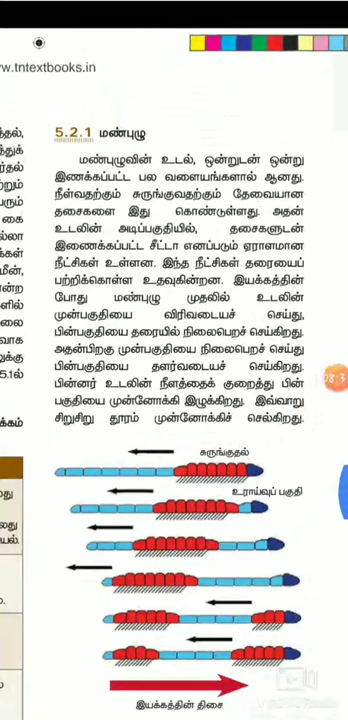 w.tntextbooks.in
5.2.1 மண்புழு
மண்புழுவின் உடல், ஒன்றுடன் ஒன்று
இணக்கப்பட்ட பல வளையங்களால் ஆனது.
நீள்வதற்கும் சுருங்குவதற்கும் தேவையான
தசைகளை இது கொண்டுள்ளது. அதன்
உடலின் அடிப்பகுதியில், தசைகளுடன்
இணைக்கப்பட்ட சீட்டா எனப்படும் ஏராளமான
நீட்சிகள் உள்ளன. இந்த நீட்சிகள் தரையைப்
பற்றிக்கொள்ள உதவுகின்றன. இயக்கத்தின்
போது மண்புழு முதலில் உடலின்
முன்பகுதியை விரிவடையச் செய்து,
பின்பகுதியை தரையில் நிலைபெறச் செய்கிறது.
அதன்பிறகு முன்பகுதியை நிலைபெறச் செய்து
பின்பகுதியை தளர்வடையச் செய்கிறது.
பின்னர் உடலின் நீளத்தைக் குறைத்து பின்
பகுதியை முன்னோக்கி இழுக்கிறது. இவ்வாறு
சிறுசிறு தூரம் முன்னோக்கிச் செல்கிறது.
சுருங்குதல்
உராய்வுப் பகுதி
இயக்கத்தின் திசை